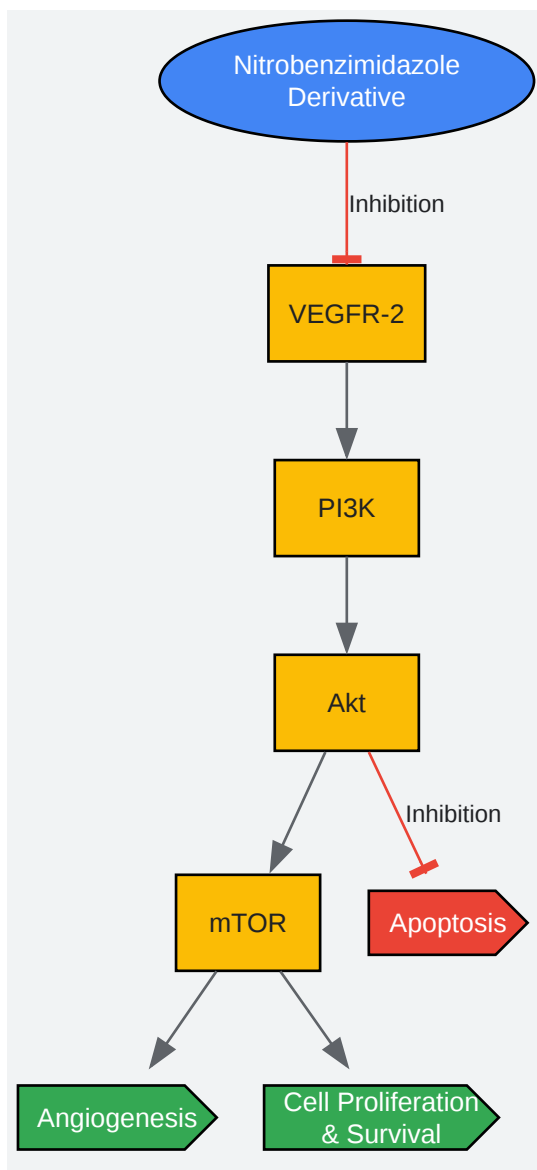 Nitrobenzimidazole
Derivative
Inhibition
VEGFR-2
PI3K
Akt
Inhibition
mTOR
Apoptosis
Angiogenesis
Cell Proliferation
& Survival